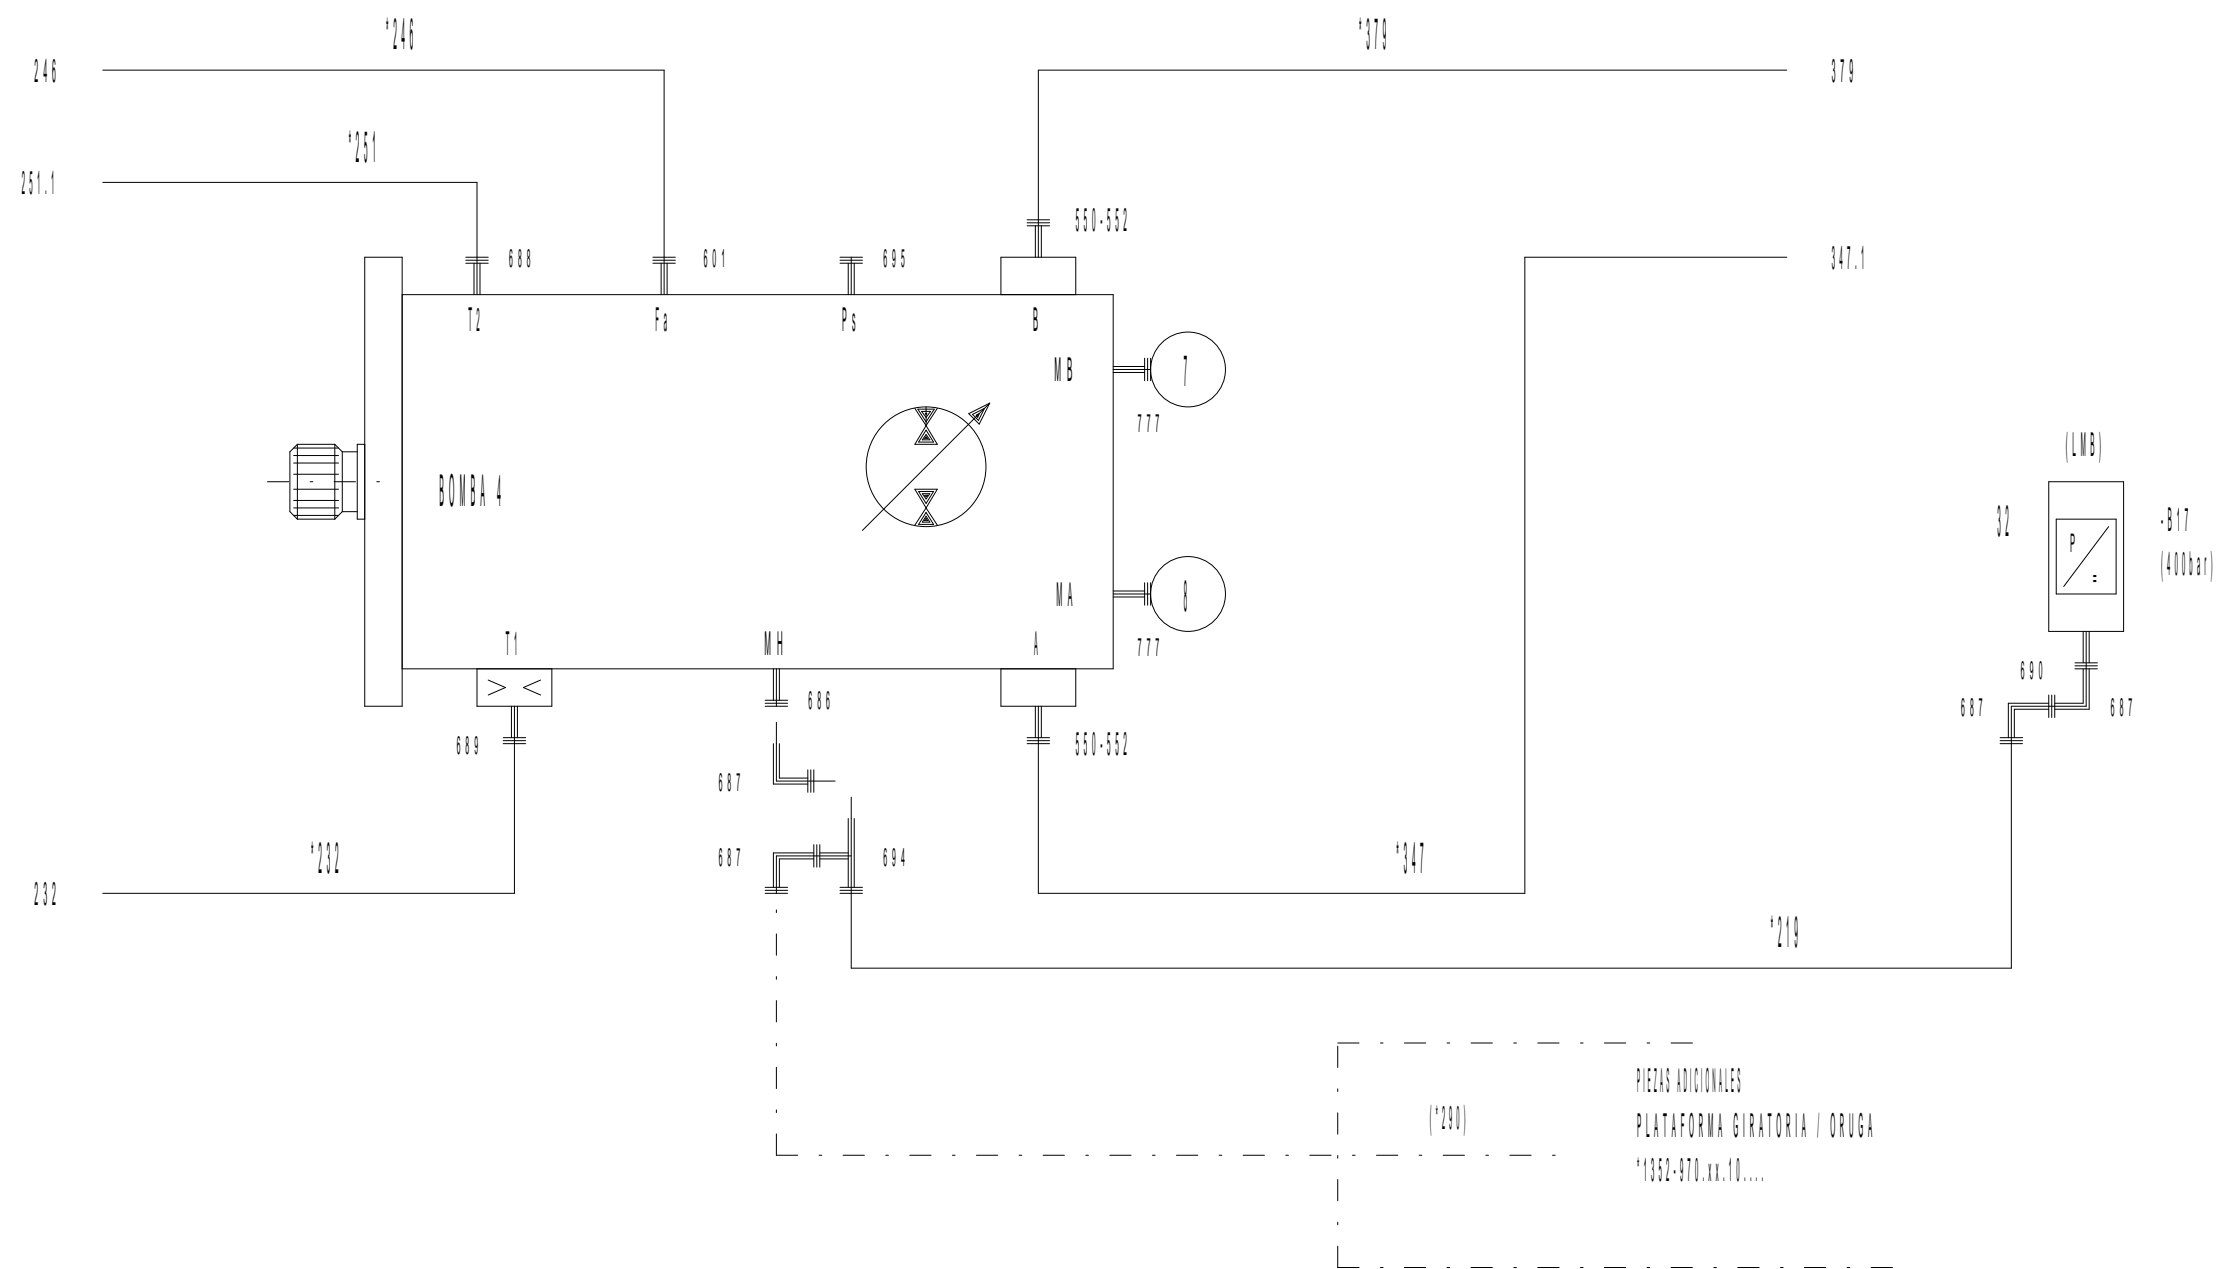 *246
*379
246
379
*251
251.1
550-552
688
601
695
347.1
T2
Fa
Ps
B
MB
7
777
(LMB)
BOMBA 4
32
-B17
P
(400bar)
=
MA
8
T1
MH
A
777
690
686
687
687
689
550-552
687
*232
687
694
*347
232
*219
PIEZAS ADICIONALES
(*290)
PLATAFORMA GIRATORIA / ORUGA
*1352-970.xx.10....